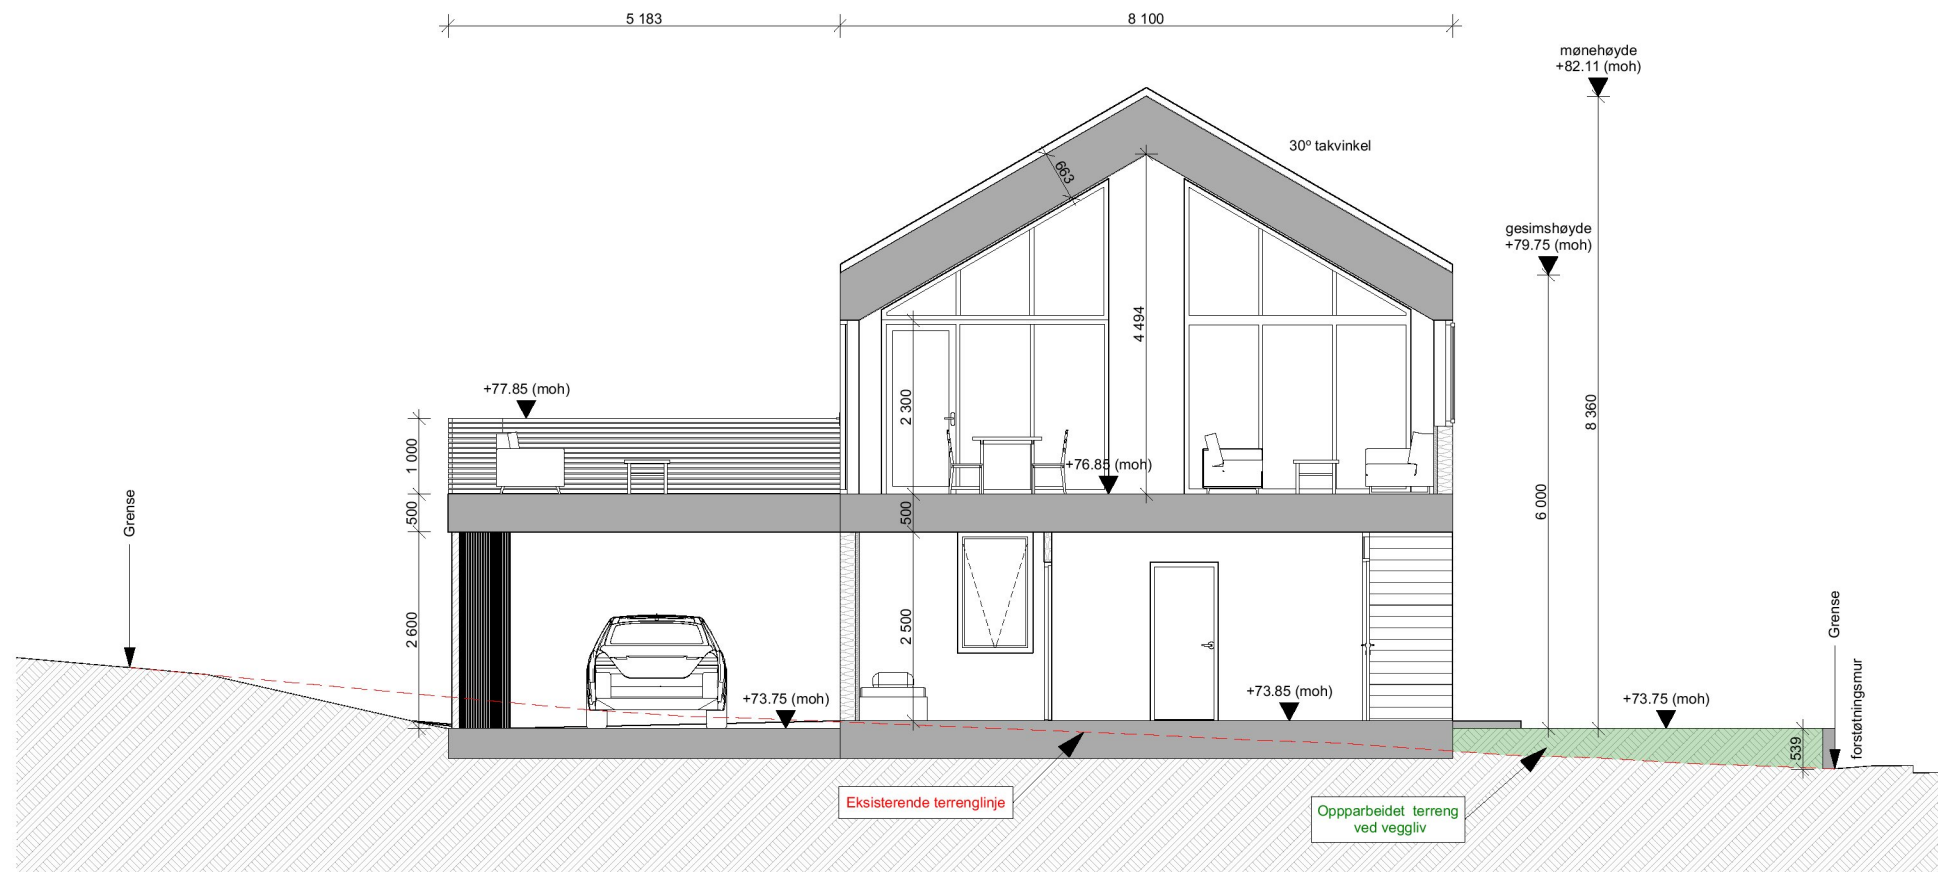 5 183
8 100
mønehøyde
+82.11 (moh)
30º takvinkel
663
gesimshøyde
+79.75 (moh)
4 494
2 300
8 360
+77.85 (moh)
1 000
+76.85 (moh)
Grense
500
500
6 000
2 600
2 500
Grense
+73.75 (moh)
+73.85 (moh)
+73.75 (moh)
forstøtningsmur
539
Eksisterende terrenglinje
Oppparbeidet terreng
ved veggliv